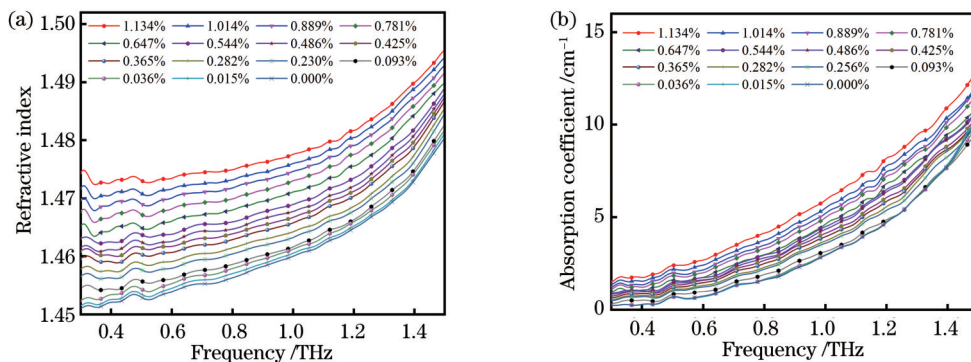 (a)
1.50
1.49
1.48
1.47
1.46
1.45
Refractive index
1.134% 1.014% 0.889% 0.781%
0.647% 0.544% 0.486% 0.425%
0.365% 0.282% 0.230% 0.093%
0.036% 0.015% 0.000%
0.4 0.6 0.8 1.0 1.2 1.4
Frequency /THz
(b)
15
10
5
0
Absorption coefficient /cm⁻¹
1.134% 1.014% 0.889% 0.781%
0.647% 0.544% 0.486% 0.425%
0.365% 0.282% 0.256% 0.093%
0.036% 0.015% 0.000%
0.4 0.6 0.8 1.0 1.2 1.4
Frequency /THz